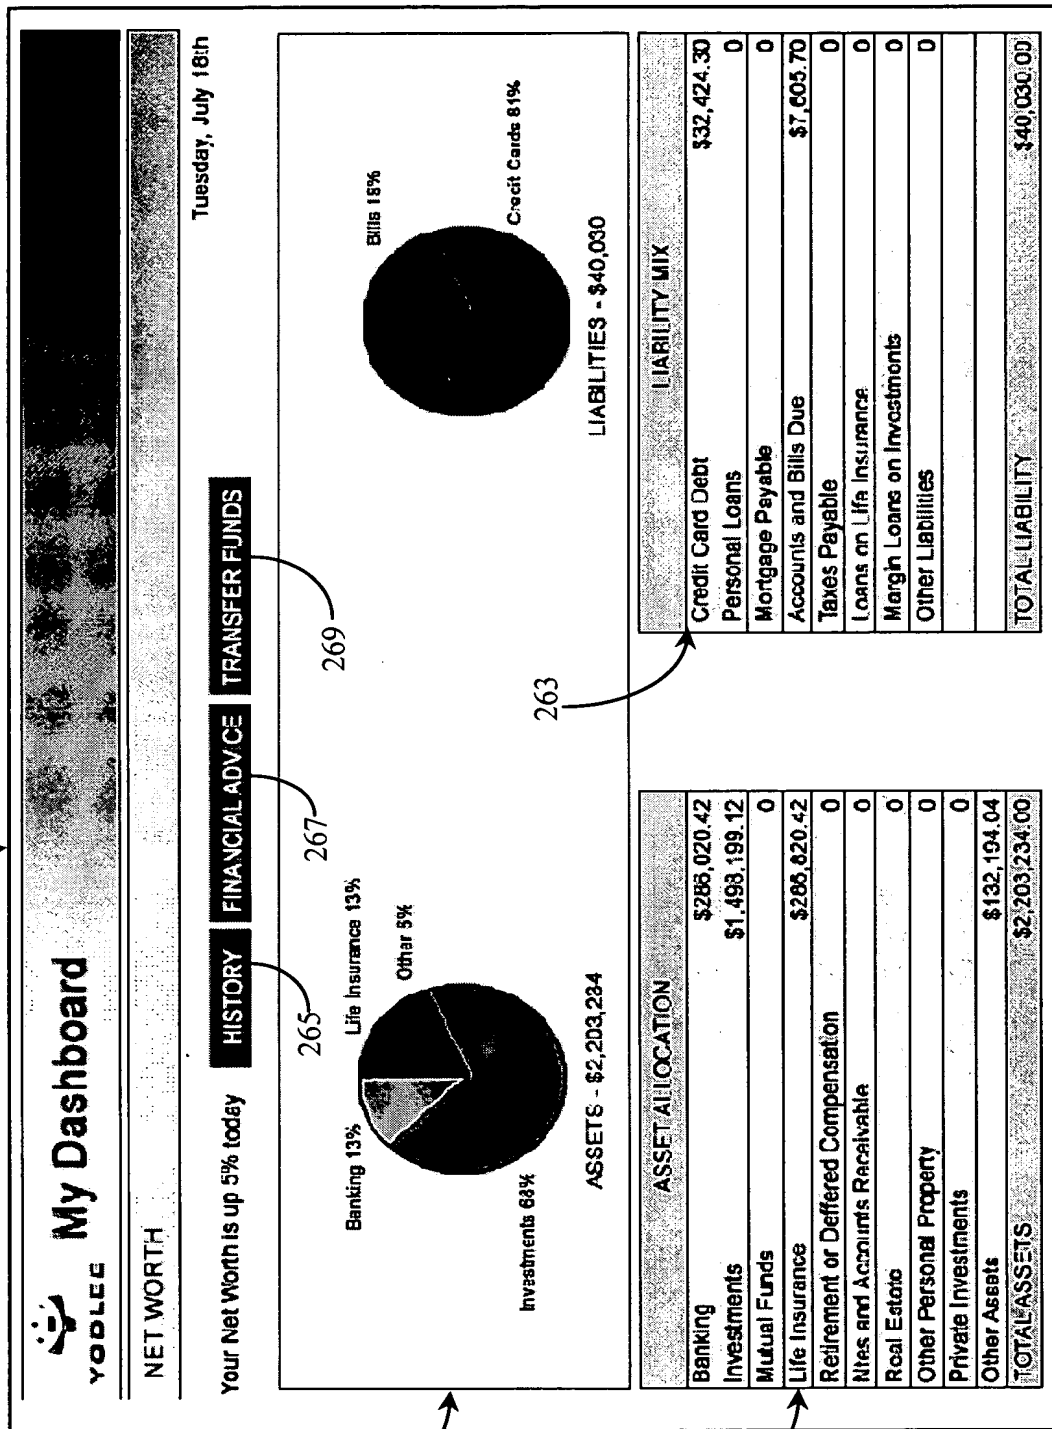 YODLEE My Dashboard
NET WORTH
Tuesday, July 18th
Your Net Worth is up 5% today
HISTORY
FINANCIAL ADVICE
TRANSFER FUNDS
265
267
269
Banking 13%
Life Insurance 13%
Other 5%
Investments 68%
ASSETS - $2,203,234
Bills 18%
Credit Cards 81%
LIABILITIES - $40,030
263
ASSET ALLOCATION
Banking $286,020.42
Investments $1,498,199.12
Mutual Funds 0
Life Insurance $286,820.42
Retirement or Deffered Compensation 0
Ntes and Accounts Receivable 0
Real Estate 0
Other Personal Property 0
Private Investments 0
Other Assets $132,194.04
TOTAL ASSETS $2,203,234.00
LIABILITY MIX
Credit Card Debt $32,424.30
Personal Loans 0
Mortgage Payable 0
Accounts and Bills Due $7,605.70
Taxes Payable 0
Loans on Life Insurance 0
Margin Loans on Investments 0
Other Liabilities 0
TOTAL LIABILITY $40,030.00